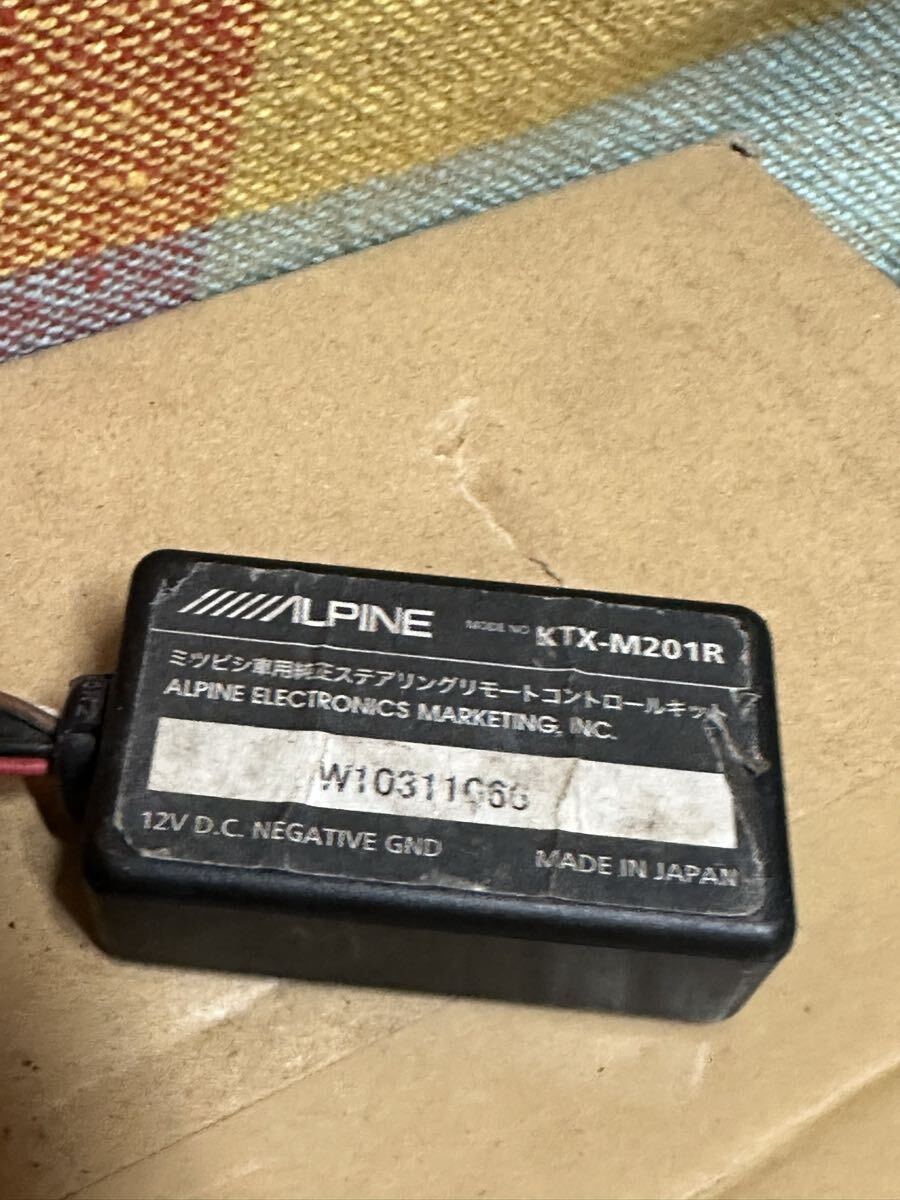 ALPINE MODE NO KTX-M201R
ミツビシ車用純正ステアリングリモートコントロールキット
ALPINE ELECTRONICS MARKETING, INC.
12V D.C. NEGATIVE GND MADE IN JAPAN